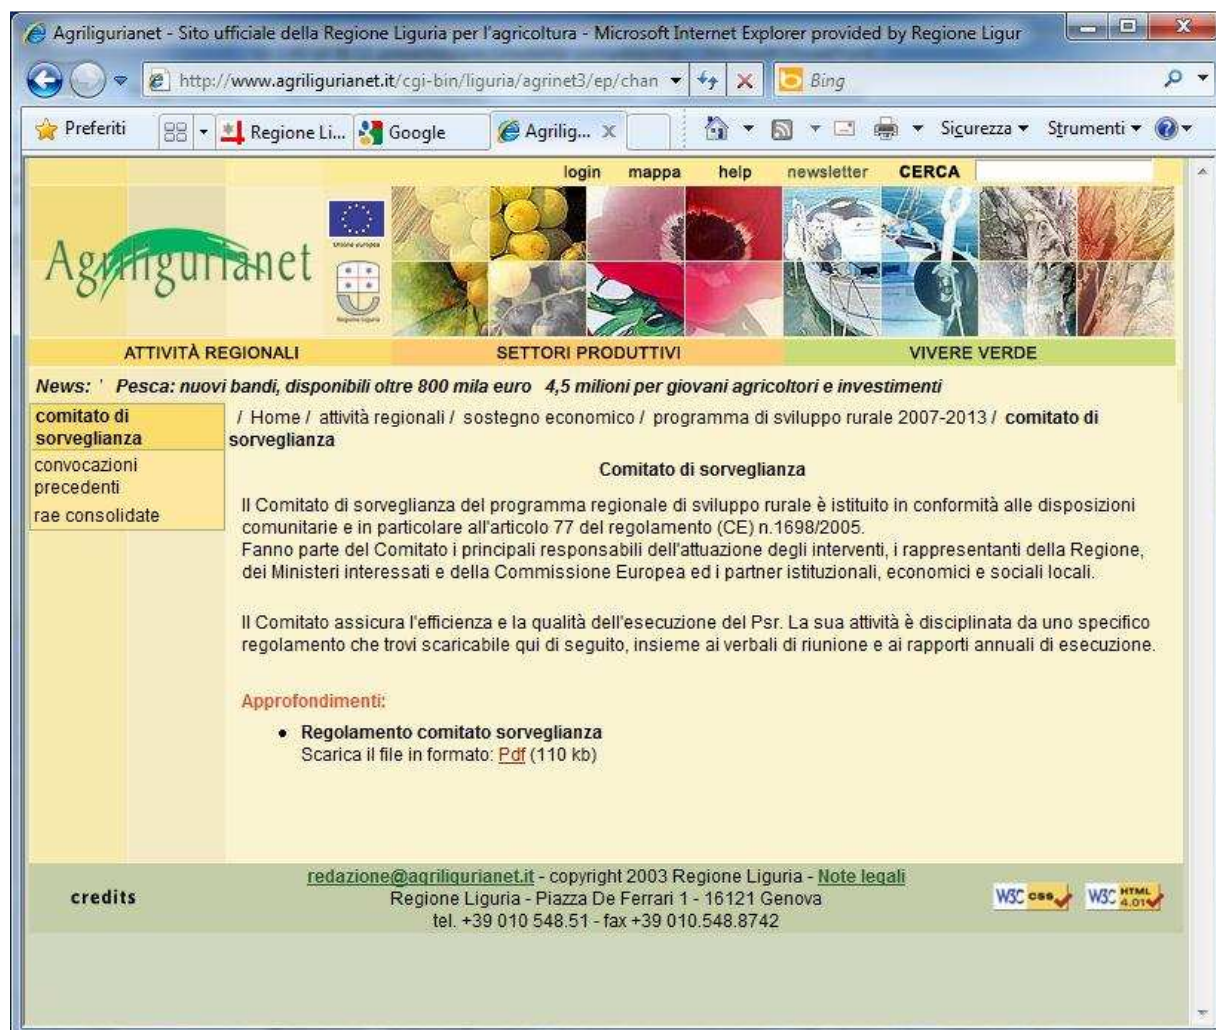 Agriligurianet - Sito ufficiale della Regione Liguria per l'agricoltura - Microsoft Internet Explorer provided by Regione Ligur
http://www.agriligurianet.it/cgi-bin/liguria/agrinet3/ep/chan
Bing
Preferiti
Regione Li...
Google
Agrilig...
Sicurezza
Strumenti
login mappa help newsletter CERCA
Agriligurianet
Unione europea
Regione Liguria
ATTIVITÀ REGIONALI
SETTORI PRODUTTIVI
VIVERE VERDE
News: ' Pesca: nuovi bandi, disponibili oltre 800 mila euro 4,5 milioni per giovani agricoltori e investimenti
comitato di
sorveglianza
convocazioni
precedenti
rae consolidate
/ Home / attività regionali / sostegno economico / programma di sviluppo rurale 2007-2013 / comitato di
sorveglianza
Comitato di sorveglianza
Il Comitato di sorveglianza del programma regionale di sviluppo rurale è istituito in conformità alle disposizioni
comunitarie e in particolare all'articolo 77 del regolamento (CE) n.1698/2005.
Fanno parte del Comitato i principali responsabili dell'attuazione degli interventi, i rappresentanti della Regione,
dei Ministeri interessati e della Commissione Europea ed i partner istituzionali, economici e sociali locali.
Il Comitato assicura l'efficienza e la qualità dell'esecuzione del Psr. La sua attività è disciplinata da uno specifico
regolamento che trovi scaricabile qui di seguito, insieme ai verbali di riunione e ai rapporti annuali di esecuzione.
Approfondimenti:
• Regolamento comitato sorveglianza
Scarica il file in formato: Pdf (110 kb)
credits
redazione@agriligurianet.it - copyright 2003 Regione Liguria - Note legali
Regione Liguria - Piazza De Ferrari 1 - 16121 Genova
tel. +39 010 548.51 - fax +39 010.548.8742
W3C css
W3C HTML 4.01